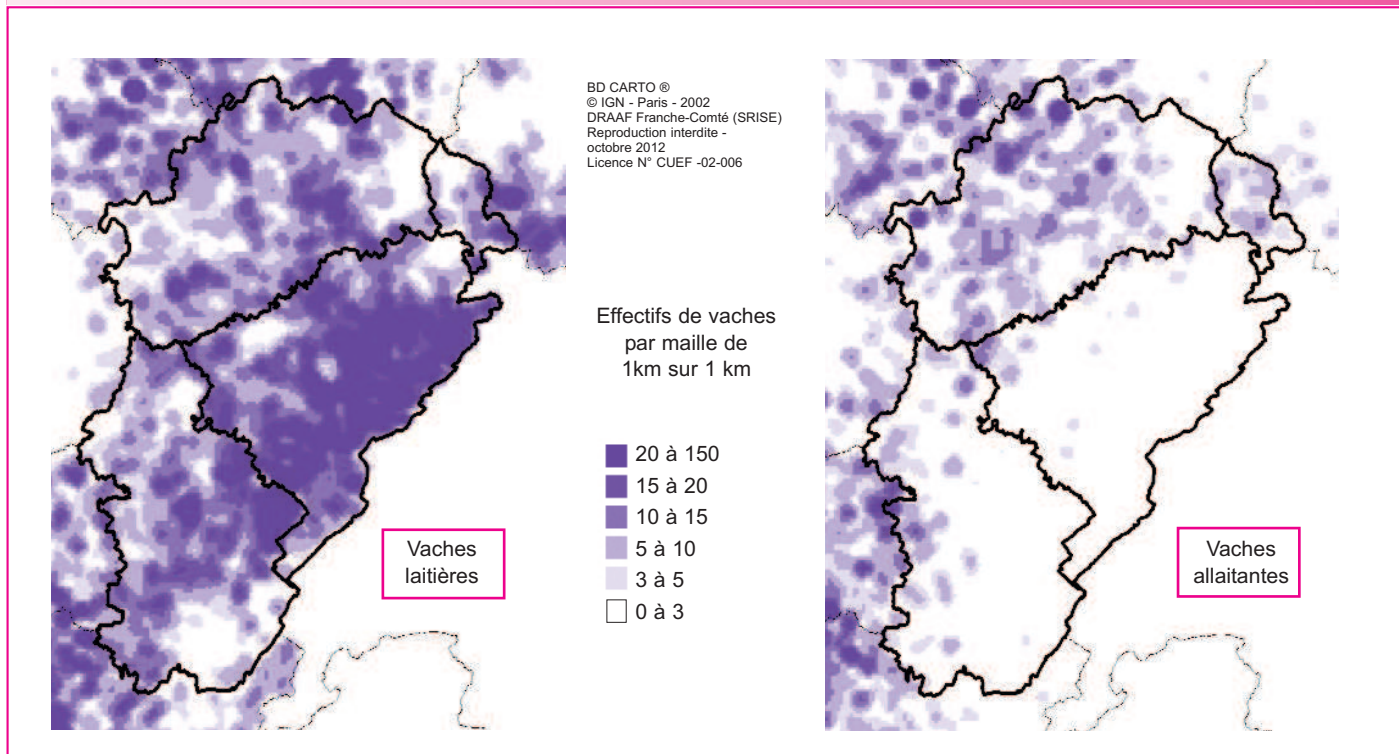 BD CARTO ®
© IGN - Paris - 2002
DRAAF Franche-Comté (SRISE)
Reproduction interdite -
octobre 2012
Licence N° CUEF -02-006
Effectifs de vaches
par maille de
1km sur 1 km
20 à 150
15 à 20
10 à 15
5 à 10
3 à 5
0 à 3
Vaches
laitières
Vaches
allaitantes